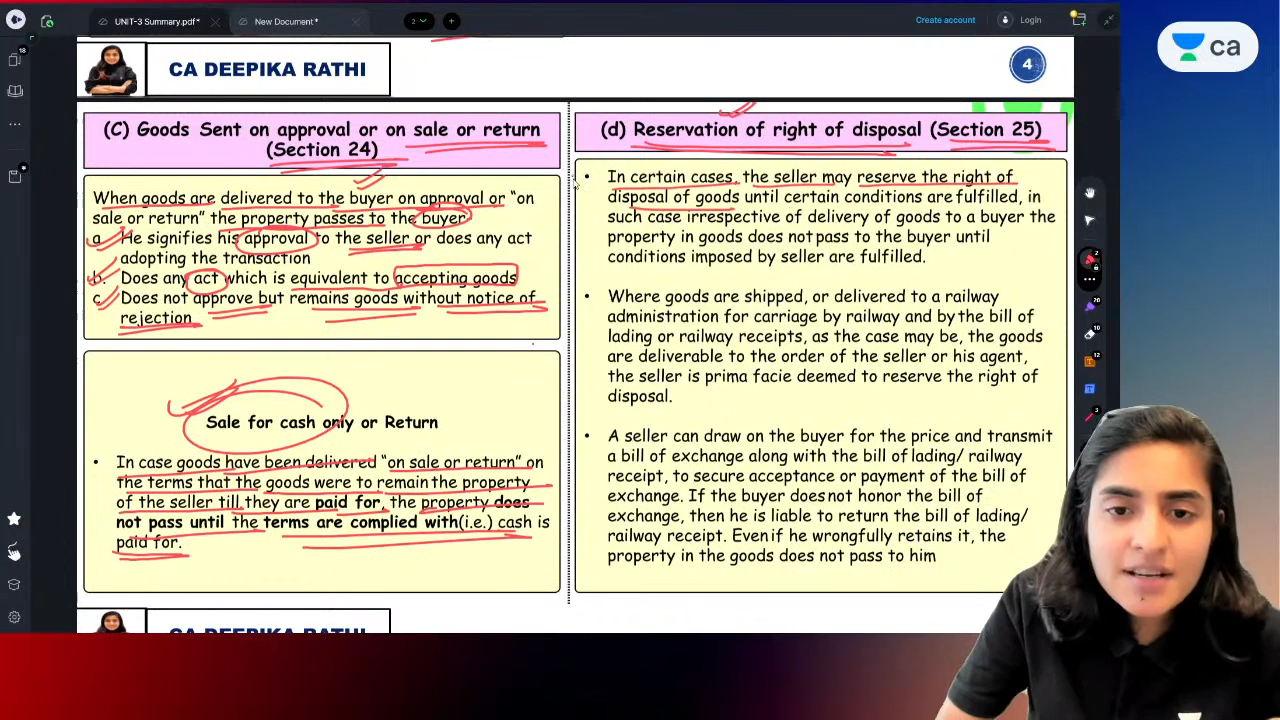 UNIT-3 Summary.pdf*
New Document*
2
Create account
Login
ca
18
CA DEEPIKA RATHI
4
(C) Goods Sent on approval or on sale or return
(Section 24)
When goods are delivered to the buyer on approval or "on
sale or return" the property passes to the buyer
a. He signifies his approval to the seller or does any act
adopting the transaction
b. Does any act which is equivalent to accepting goods
c. Does not approve but remains goods without notice of
rejection
Sale for cash only or Return
• In case goods have been delivered "on sale or return" on
the terms that the goods were to remain the property
of the seller till they are paid for, the property does
not pass until the terms are complied with(i.e.) cash is
paid for.
(d) Reservation of right of disposal (Section 25)
• In certain cases, the seller may reserve the right of
disposal of goods until certain conditions are fulfilled, in
such case irrespective of delivery of goods to a buyer the
property in goods does not pass to the buyer until
conditions imposed by seller are fulfilled.
• Where goods are shipped, or delivered to a railway
administration for carriage by railway and by the bill of
lading or railway receipts, as the case may be, the goods
are deliverable to the order of the seller or his agent,
the seller is prima facie deemed to reserve the right of
disposal.
• A seller can draw on the buyer for the price and transmit
a bill of exchange along with the bill of lading/ railway
receipt, to secure acceptance or payment of the bill of
exchange. If the buyer does not honor the bill of
exchange, then he is liable to return the bill of lading/
railway receipt. Even if he wrongfully retains it, the
property in the goods does not pass to him
2
20
10
12
3
CA DEEPIKA RATHI